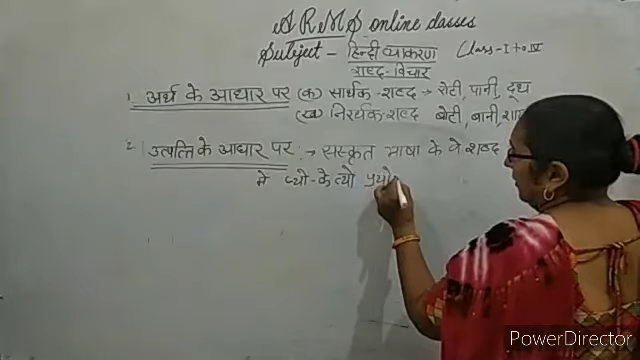 A R M S online classes
Subject - हिन्दी व्याकरण Class - I to IV
शब्द-विचार
1. अर्थ के आधार पर (क) सार्थक-शब्द → रोटी, पानी, दूध
(ख) निरर्थक-शब्द वोटी, वानी,
2. उत्पत्ति के आधार पर → संस्कृत भाषा के वे शब्द
मे ज्यो-के त्यो प्रयो
PowerDirector